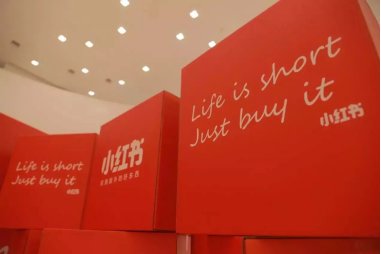 Life is short
Just buy it
小红书
小红书
Life is short
Just buy it
小红书